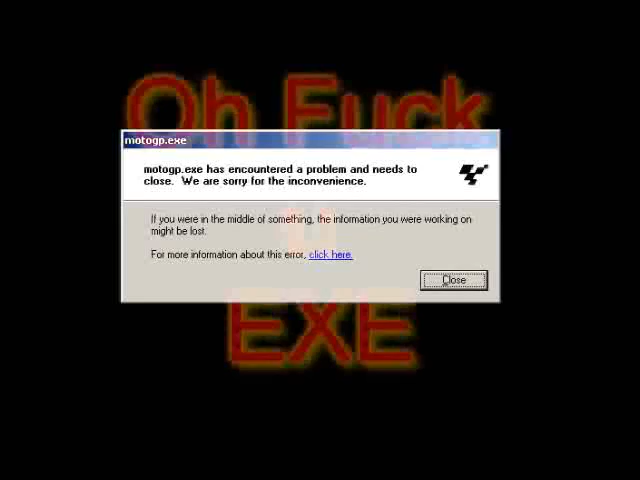 Oh Fuck
motogp.exe
motogp.exe has encountered a problem and needs to
close. We are sorry for the inconvenience.
If you were in the middle of something, the information you were working on
might be lost.
For more information about this error, click here.
Close
EXE